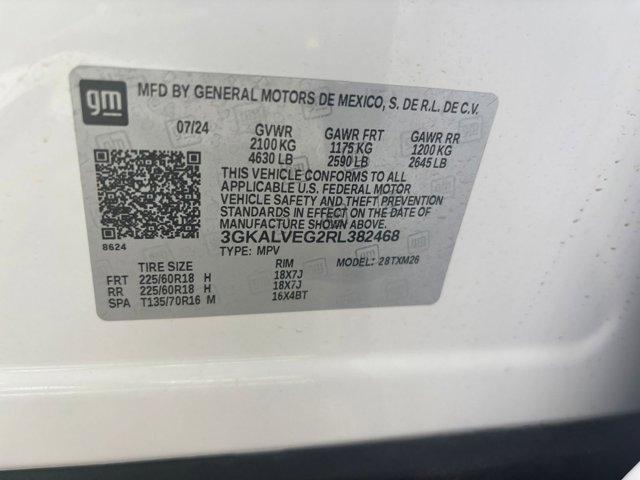 gm
MFD BY GENERAL MOTORS DE MEXICO, S. DE R.L. DE C.V.
07/24 GVWR GAWR FRT GAWR RR
2100 KG 1175 KG 1200 KG
4630 LB 2590 LB 2645 LB
THIS VEHICLE CONFORMS TO ALL
APPLICABLE U.S. FEDERAL MOTOR
VEHICLE SAFETY AND THEFT PREVENTION
STANDARDS IN EFFECT ON THE DATE OF
MANUFACTURE SHOWN ABOVE.
8624 3GKALVEG2RL382468
TYPE: MPV MODEL: 28TXM26
TIRE SIZE RIM
FRT 225/60R18 H 18X7J
RR 225/60R18 H 18X7J
SPA T135/70R16 M 16X4BT